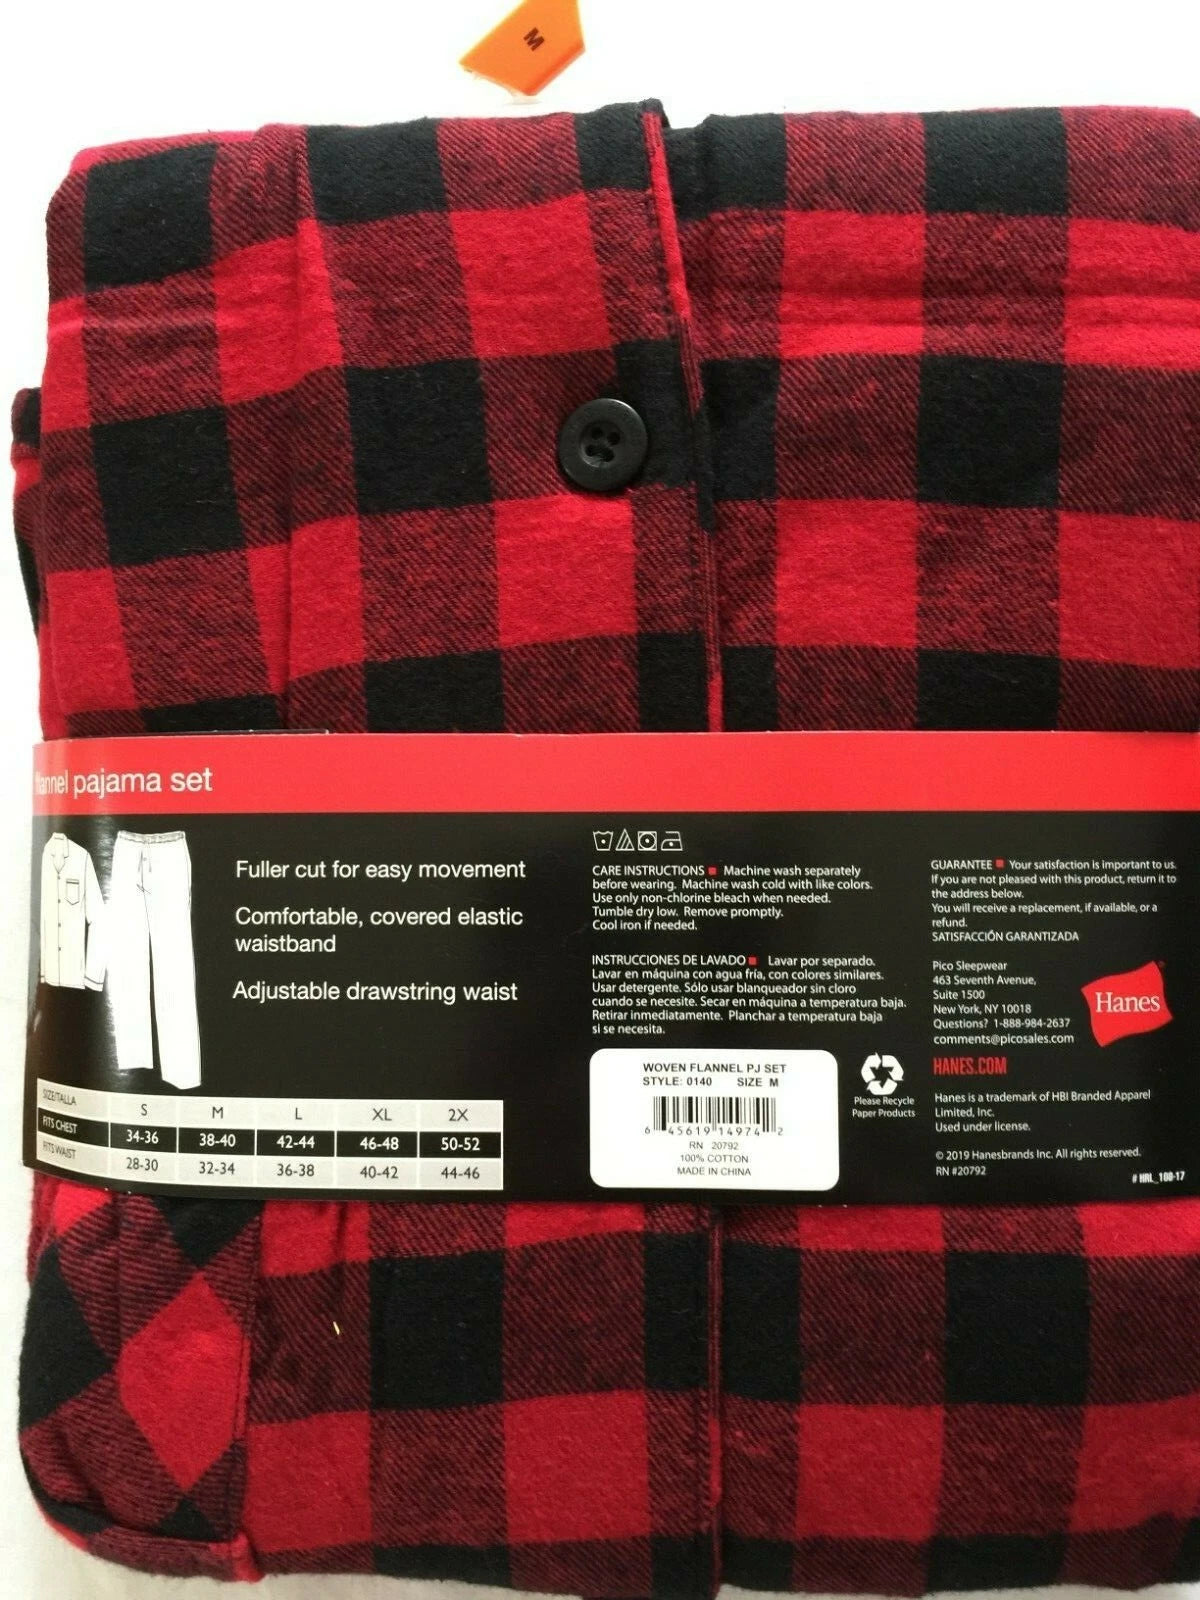 M
flannel pajama set
Fuller cut for easy movement
Comfortable, covered elastic
waistband
Adjustable drawstring waist
SIZE/TALLA S M L XL 2X
FITS CHEST 34-36 38-40 42-44 46-48 50-52
FITS WAIST 28-30 32-34 36-38 40-42 44-46
CARE INSTRUCTIONS ■ Machine wash separately
before wearing. Machine wash cold with like colors.
Use only non-chlorine bleach when needed.
Tumble dry low. Remove promptly.
Cool iron if needed.
INSTRUCCIONES DE LAVADO ■ Lavar por separado.
Lavar en máquina con agua fría, con colores similares.
Usar detergente. Sólo usar blanqueador sin cloro
cuando se necesite. Secar en máquina a temperatura baja.
Retirar inmediatamente. Planchar a temperatura baja
si se necesita.
WOVEN FLANNEL PJ SET
STYLE: 0140 SIZE M
6 45619 14974 2
RN 20792
100% COTTON
MADE IN CHINA
Please Recycle
Paper Products
GUARANTEE ■ Your satisfaction is important to us.
If you are not pleased with this product, return it to
the address below.
You will receive a replacement, if available, or a
refund.
SATISFACCIÓN GARANTIZADA
Pico Sleepwear
463 Seventh Avenue,
Suite 1500
New York, NY 10018
Questions? 1-888-984-2637
comments@picosales.com
Hanes®
HANES.COM
Hanes is a trademark of HBI Branded Apparel
Limited, Inc.
Used under license.
© 2019 Hanesbrands Inc. All rights reserved.
RN #20792
# HRL_108-17